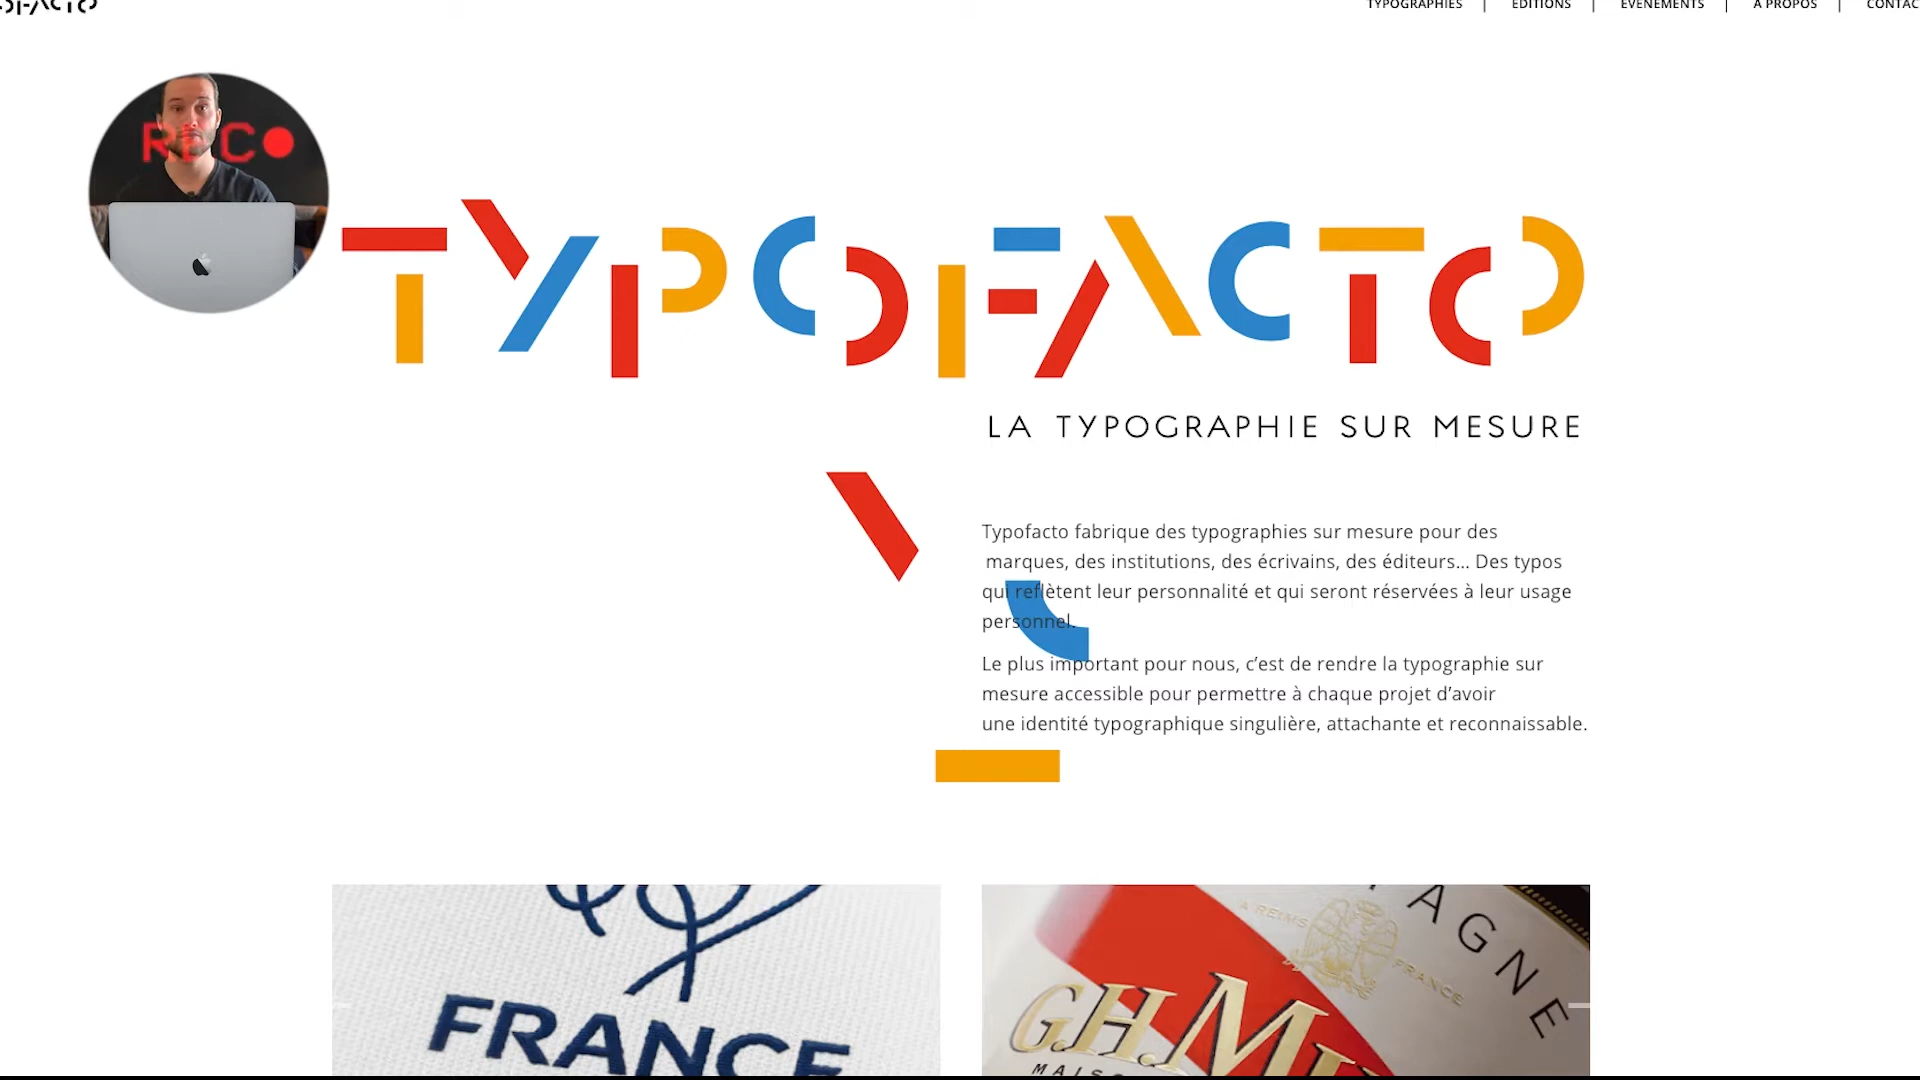 TYPOGRAPHIES | EDITIONS | EVENEMENTS | A PROPOS |
REC
TYPOFACTO
LA TYPOGRAPHIE SUR MESURE
Typofacto fabrique des typographies sur mesure pour des
marques, des institutions, des écrivains, des éditeurs... Des typos
qui reflètent leur personnalité et qui seront réservées à leur usage
personnel.
Le plus important pour nous, c’est de rendre la typographie sur
mesure accessible pour permettre à chaque projet d’avoir
une identité typographique singulière, attachante et reconnaissable.
FRANCE
AGNE
A REIMS
FRANCE
G.H.